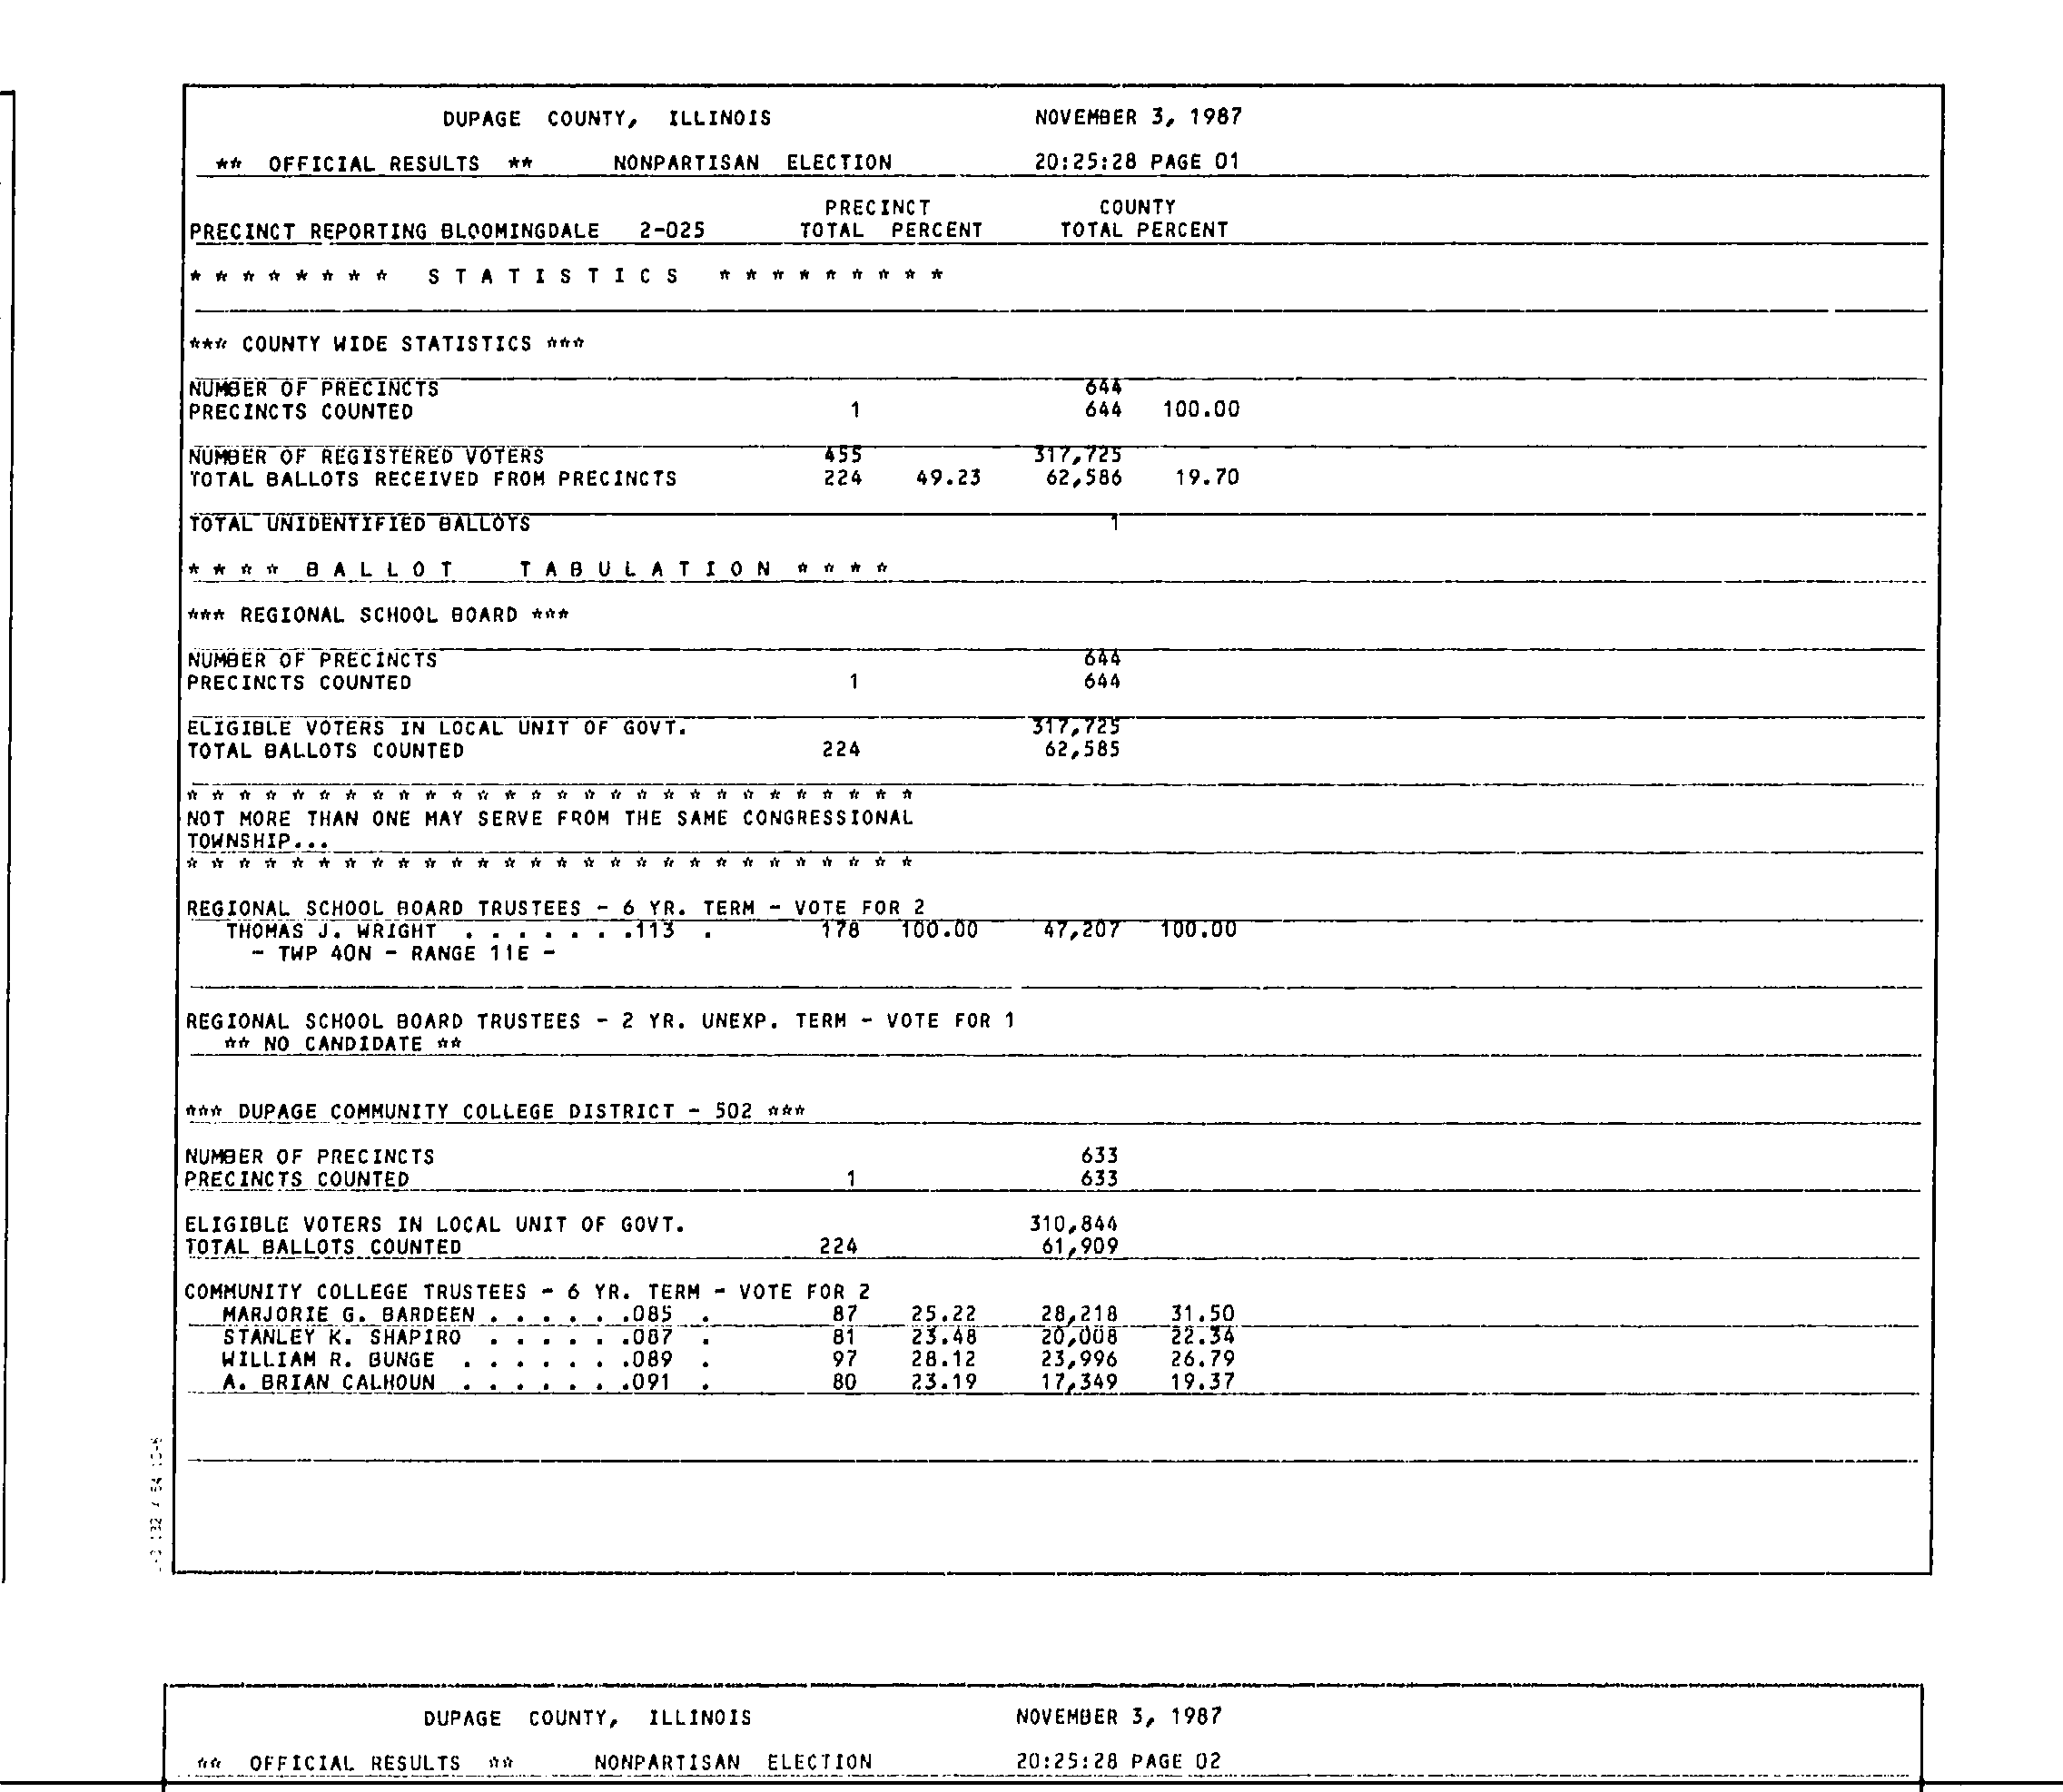 DUPAGE COUNTY, ILLINOIS NOVEMBER 3, 1987
** OFFICIAL RESULTS ** NONPARTISAN ELECTION 20:25:28 PAGE 01
PRECINCT COUNTY
PRECINCT REPORTING BLOOMINGDALE 2-025 TOTAL PERCENT TOTAL PERCENT
* * * * * * * * S T A T I S T I C S * * * * * * * * *
*** COUNTY WIDE STATISTICS ***
NUMBER OF PRECINCTS 644
PRECINCTS COUNTED 1 644 100.00
NUMBER OF REGISTERED VOTERS 455 317,725
TOTAL BALLOTS RECEIVED FROM PRECINCTS 224 49.23 62,586 19.70
TOTAL UNIDENTIFIED BALLOTS 1
* * * * B A L L O T T A B U L A T I O N * * * *
*** REGIONAL SCHOOL BOARD ***
NUMBER OF PRECINCTS 644
PRECINCTS COUNTED 1 644
ELIGIBLE VOTERS IN LOCAL UNIT OF GOVT. 317,725
TOTAL BALLOTS COUNTED 224 62,585
* * * * * * * * * * * * * * * * * * * * * * * * * * * *
NOT MORE THAN ONE MAY SERVE FROM THE SAME CONGRESSIONAL
TOWNSHIP...
* * * * * * * * * * * * * * * * * * * * * * * * * * * *
REGIONAL SCHOOL BOARD TRUSTEES - 6 YR. TERM - VOTE FOR 2
THOMAS J. WRIGHT . . . . . . .113 . 178 100.00 47,207 100.00
- TWP 40N - RANGE 11E -
REGIONAL SCHOOL BOARD TRUSTEES - 2 YR. UNEXP. TERM - VOTE FOR 1
** NO CANDIDATE **
*** DUPAGE COMMUNITY COLLEGE DISTRICT - 502 ***
NUMBER OF PRECINCTS 633
PRECINCTS COUNTED 1 633
ELIGIBLE VOTERS IN LOCAL UNIT OF GOVT. 310,844
TOTAL BALLOTS COUNTED 224 61,909
COMMUNITY COLLEGE TRUSTEES - 6 YR. TERM - VOTE FOR 2
MARJORIE G. BARDEEN . . . . . .085 . 87 25.22 28,218 31.50
STANLEY K. SHAPIRO . . . . . .087 . 81 23.48 20,008 22.34
WILLIAM R. BUNGE . . . . . . .089 . 97 28.12 23,996 26.79
A. BRIAN CALHOUN . . . . . . .091 . 80 23.19 17,349 19.37
DUPAGE COUNTY, ILLINOIS NOVEMBER 3, 1987
** OFFICIAL RESULTS ** NONPARTISAN ELECTION 20:25:28 PAGE 02